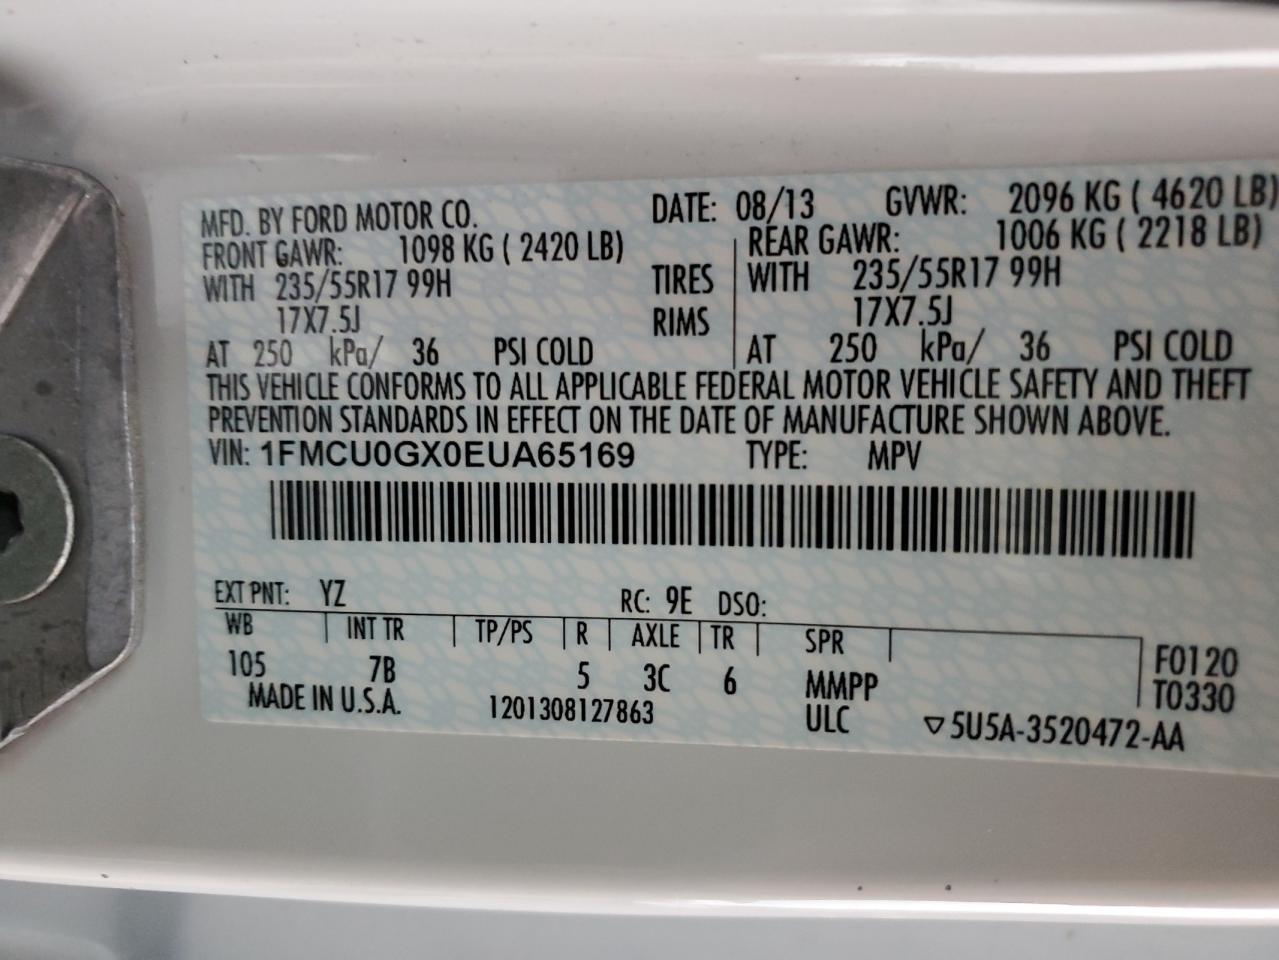 MFD. BY FORD MOTOR CO. DATE: 08/13 GVWR: 2096 KG ( 4620 LB)
FRONT GAWR: 1098 KG ( 2420 LB) REAR GAWR: 1006 KG ( 2218 LB)
WITH 235/55R17 99H TIRES WITH 235/55R17 99H
17X7.5J RIMS 17X7.5J
AT 250 kPa/ 36 PSI COLD AT 250 kPa/ 36 PSI COLD
THIS VEHICLE CONFORMS TO ALL APPLICABLE FEDERAL MOTOR VEHICLE SAFETY AND THEFT
PREVENTION STANDARDS IN EFFECT ON THE DATE OF MANUFACTURE SHOWN ABOVE.
VIN: 1FMCU0GX0EUA65169 TYPE: MPV
EXT PNT: YZ RC: 9E DSO:
WB INT TR TP/PS R AXLE TR SPR F0120
105 7B 5 3C 6 MMPP T0330
MADE IN U.S.A. 1201308127863 ULC ▽5U5A-3520472-AA